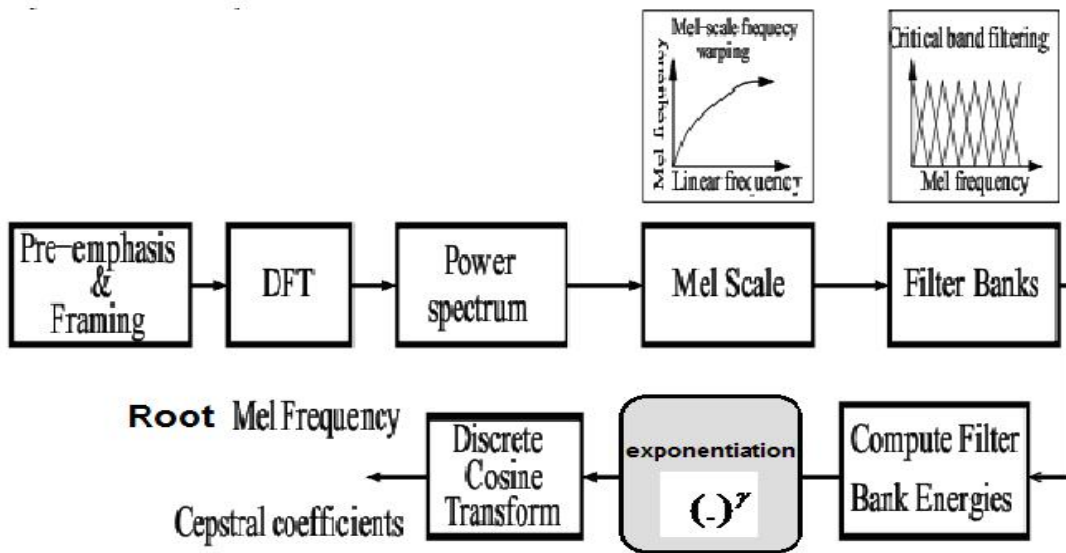 Mel-scale frequecy
warping
Mel frequency
Linear frequency
Critical band filtering
Mel frequency
Pre-emphasis
&
Framing
DFT
Power
spectrum
Mel Scale
Filter Banks
Root Mel Frequency
Cepstral coefficients
Discrete
Cosine
Transform
exponentiation
(.)^γ
Compute Filter
Bank Energies